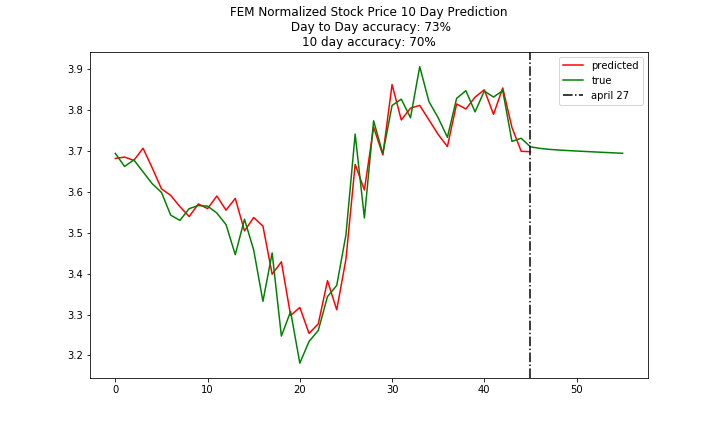 FEM Normalized Stock Price 10 Day Prediction
Day to Day accuracy: 73%
10 day accuracy: 70%
predicted
true
april 27
3.9
3.8
3.7
3.6
3.5
3.4
3.3
3.2
0 10 20 30 40 50